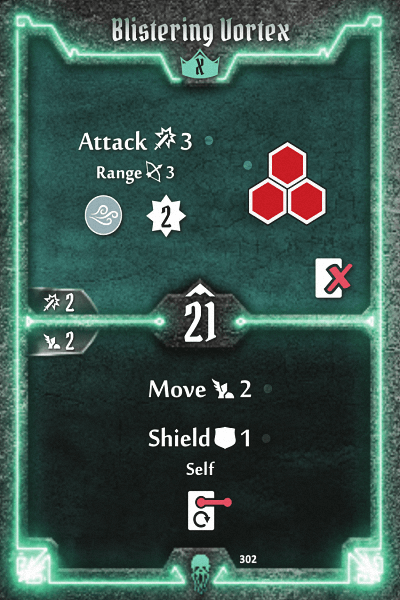 Blistering Vortex
X
Attack 3
Range 3
2
2
21
2
Move 2
Shield 1
Self
302